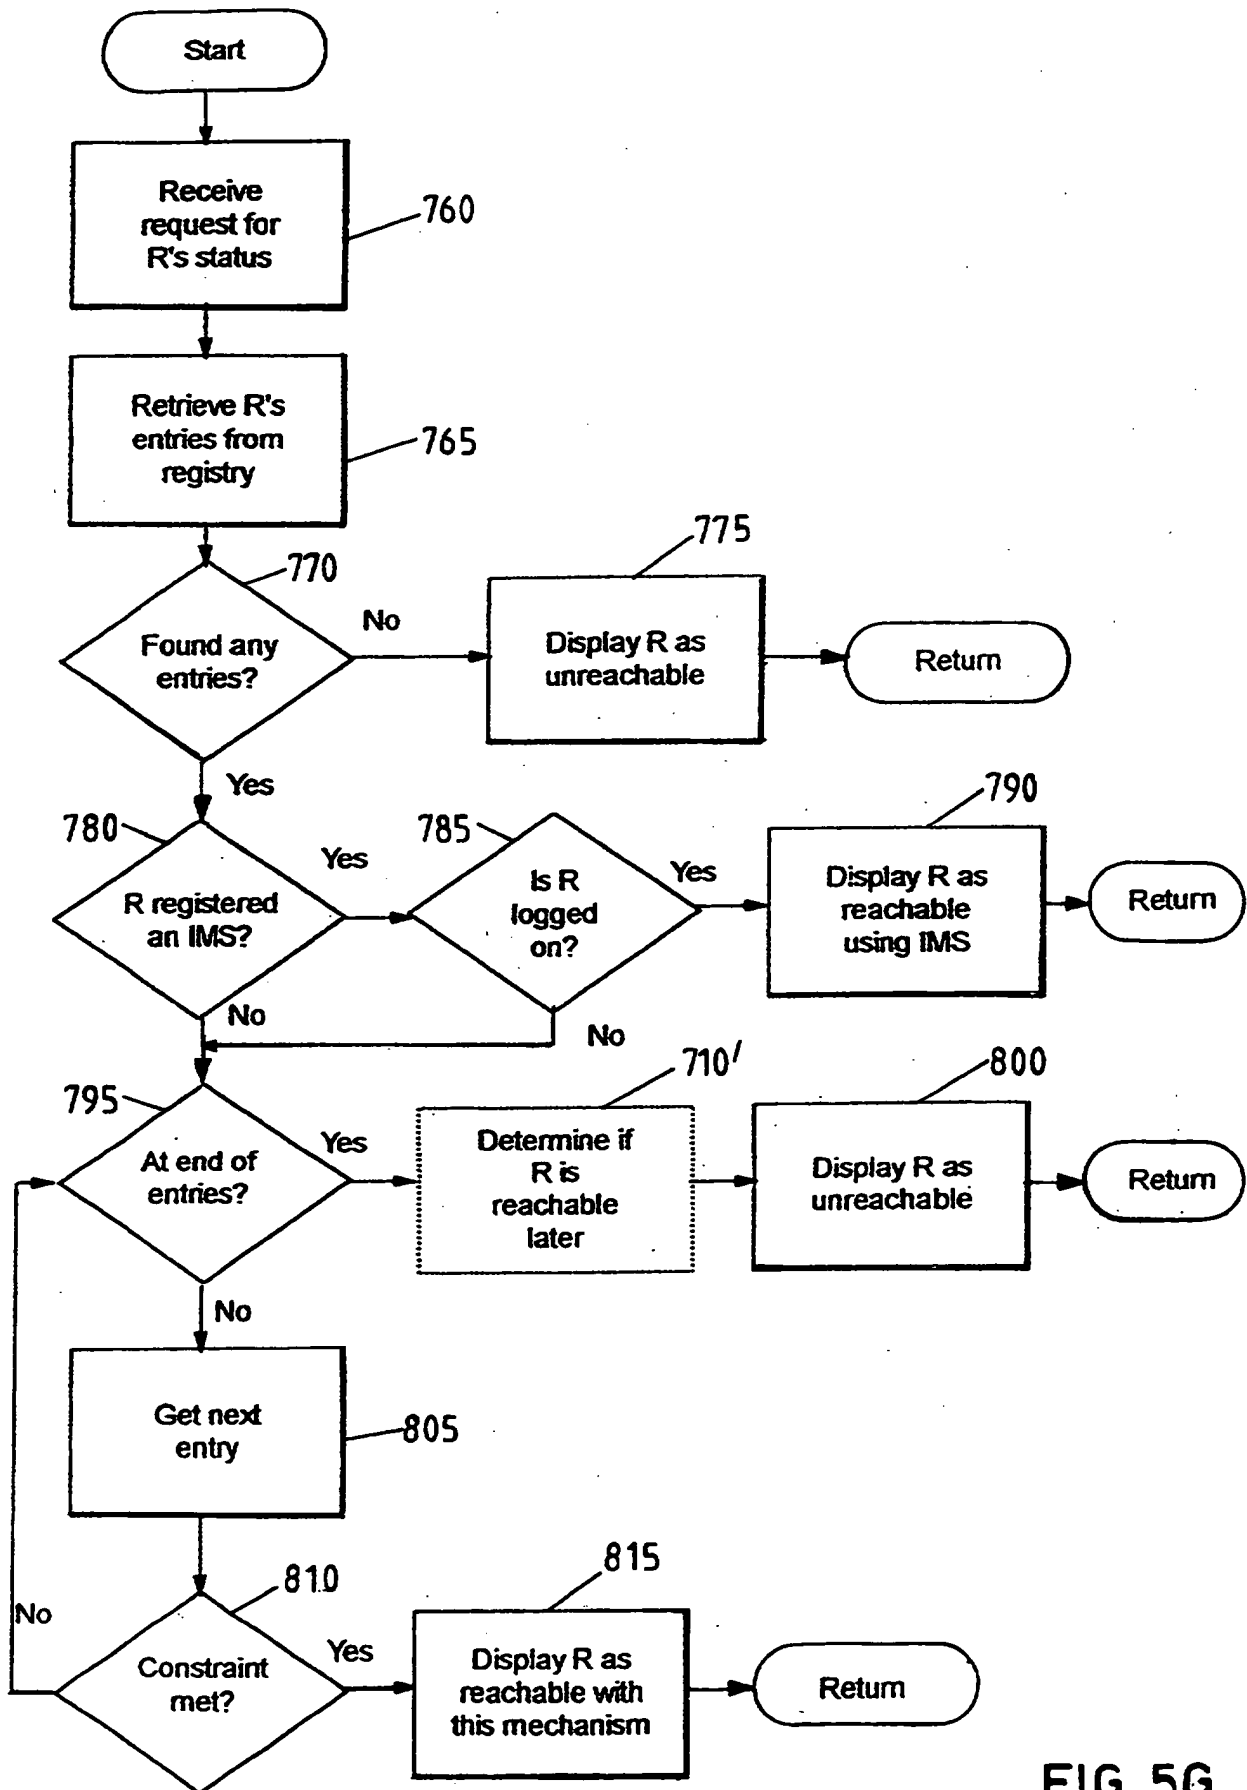 Start
Receive
request for
R's status
760
Retrieve R's
entries from
registry
765
770
Found any
entries?
No
775
Display R as
unreachable
Return
Yes
780
R registered
an IMS?
Yes
785
Is R
logged
on?
Yes
790
Display R as
reachable
using IMS
Return
No
No
795
At end of
entries?
Yes
710'
Determine if
R is
reachable
later
800
Display R as
unreachable
Return
No
Get next
entry
805
810
Constraint
met?
No
Yes
815
Display R as
reachable with
this mechanism
Return
FIG. 5G